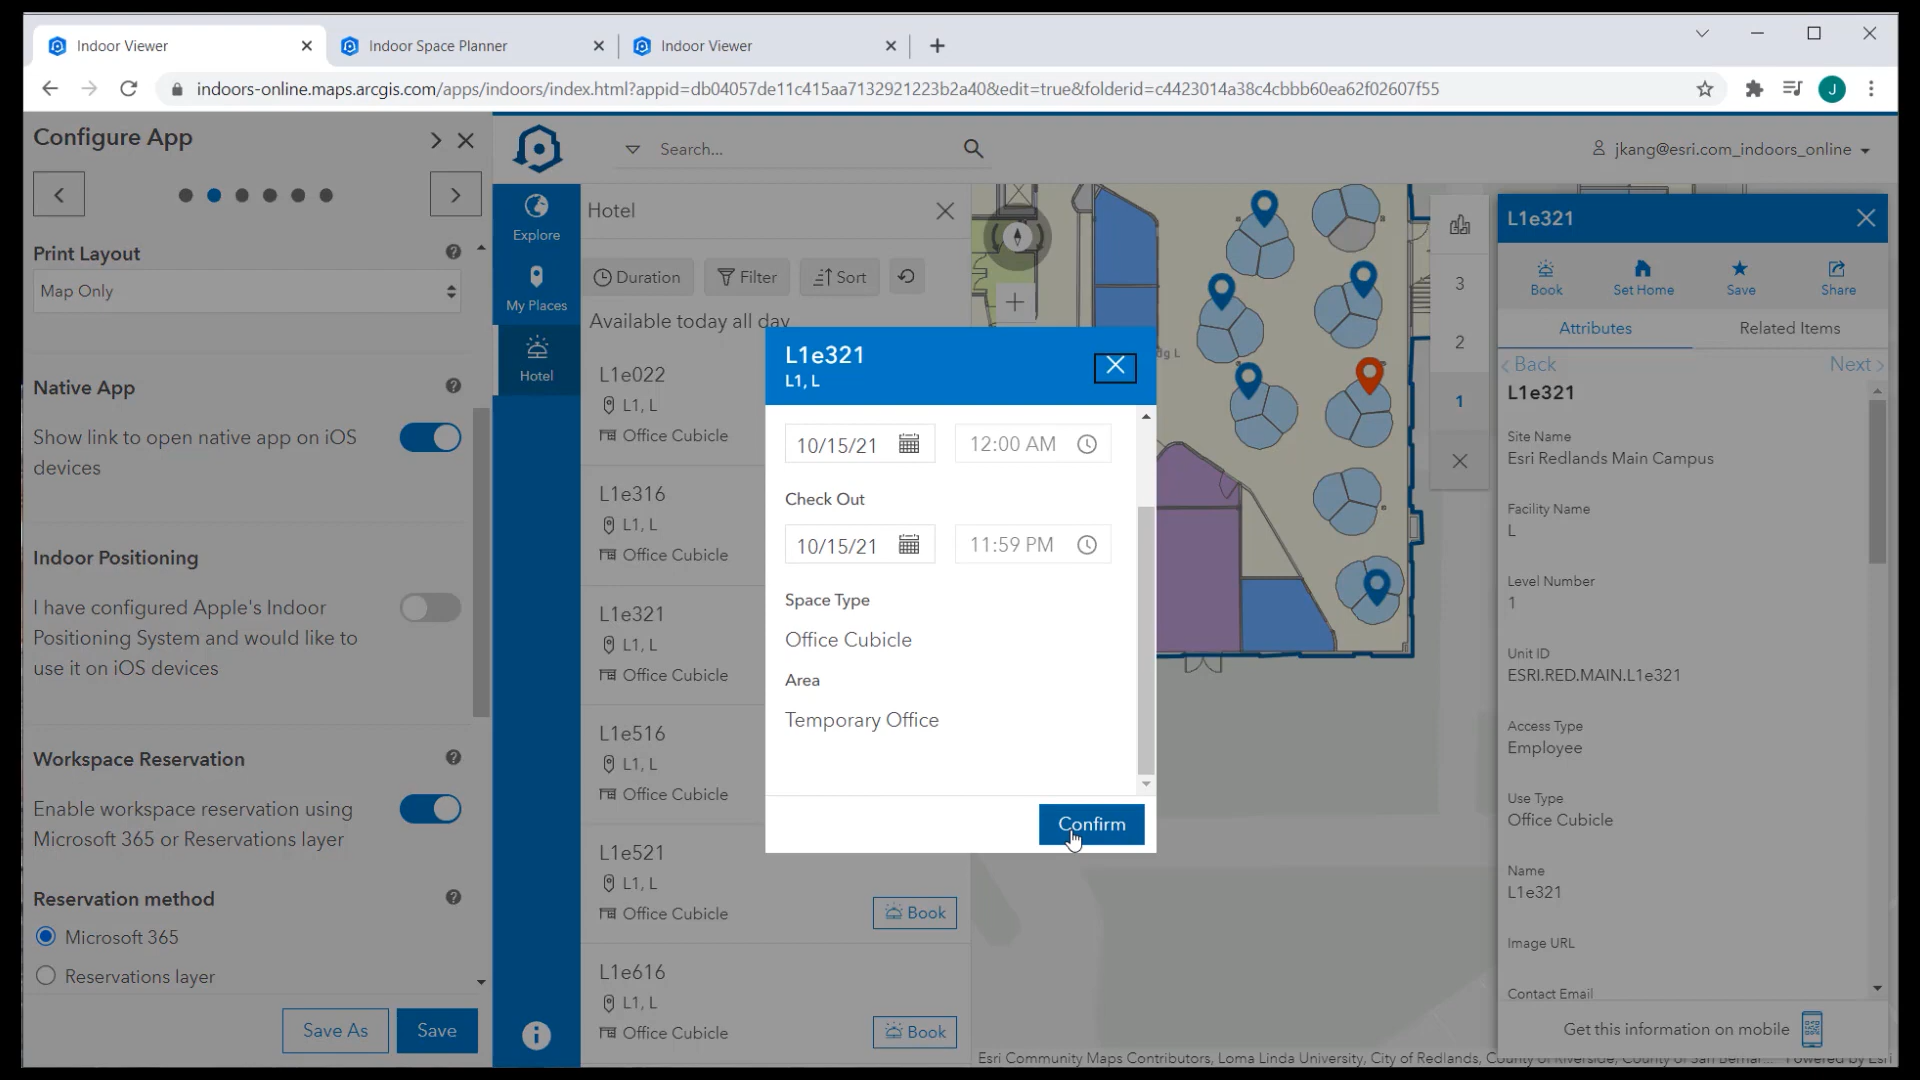 Indoor Viewer
Indoor Space Planner
Indoor Viewer
indoors-online.maps.arcgis.com/apps/indoors/index.html?appid=db04057de11c415aa7132921223b2a40&edit=true&folderid=c4423014a38c4cbbb60ea62f02607f55
J
Configure App
Print Layout
Map Only
Native App
Show link to open native app on iOS
devices
Indoor Positioning
I have configured Apple's Indoor
Positioning System and would like to
use it on iOS devices
Workspace Reservation
Enable workspace reservation using
Microsoft 365 or Reservations layer
Reservation method
Microsoft 365
Reservations layer
Save As
Save
Search...
jkang@esri.com_indoors_online
Explore
My Places
Hotel
Hotel
Duration
Filter
Sort
Available today all day
L1e022
L1, L
Office Cubicle
L1e316
L1, L
Office Cubicle
L1e321
L1, L
Office Cubicle
L1e516
L1, L
Office Cubicle
L1e521
L1, L
Office Cubicle
Book
L1e616
L1, L
Office Cubicle
Book
L1e321
L1, L
10/15/21
12:00 AM
Check Out
10/15/21
11:59 PM
Space Type
Office Cubicle
Area
Temporary Office
Confirm
3
2
1
L1e321
Book
Set Home
Save
Share
Attributes
Related Items
Back
Next
L1e321
Site Name
Esri Redlands Main Campus
Facility Name
L
Level Number
1
Unit ID
ESRI.RED.MAIN.L1e321
Access Type
Employee
Use Type
Office Cubicle
Name
L1e321
Image URL
Contact Email
Get this information on mobile
Esri Community Maps Contributors, Loma Linda University, City of Redlands, County of Riverside, County of San Bernar...
Powered by Esri